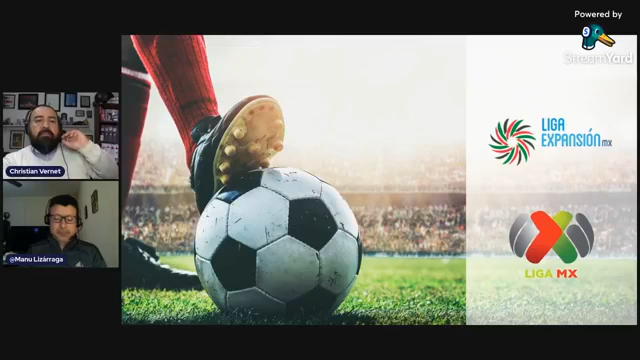 Powered by
S
StreamYard
LIGA
EXPANSIÓN MX
LIGA MX
Christian Vernet
@Manu Lizárraga